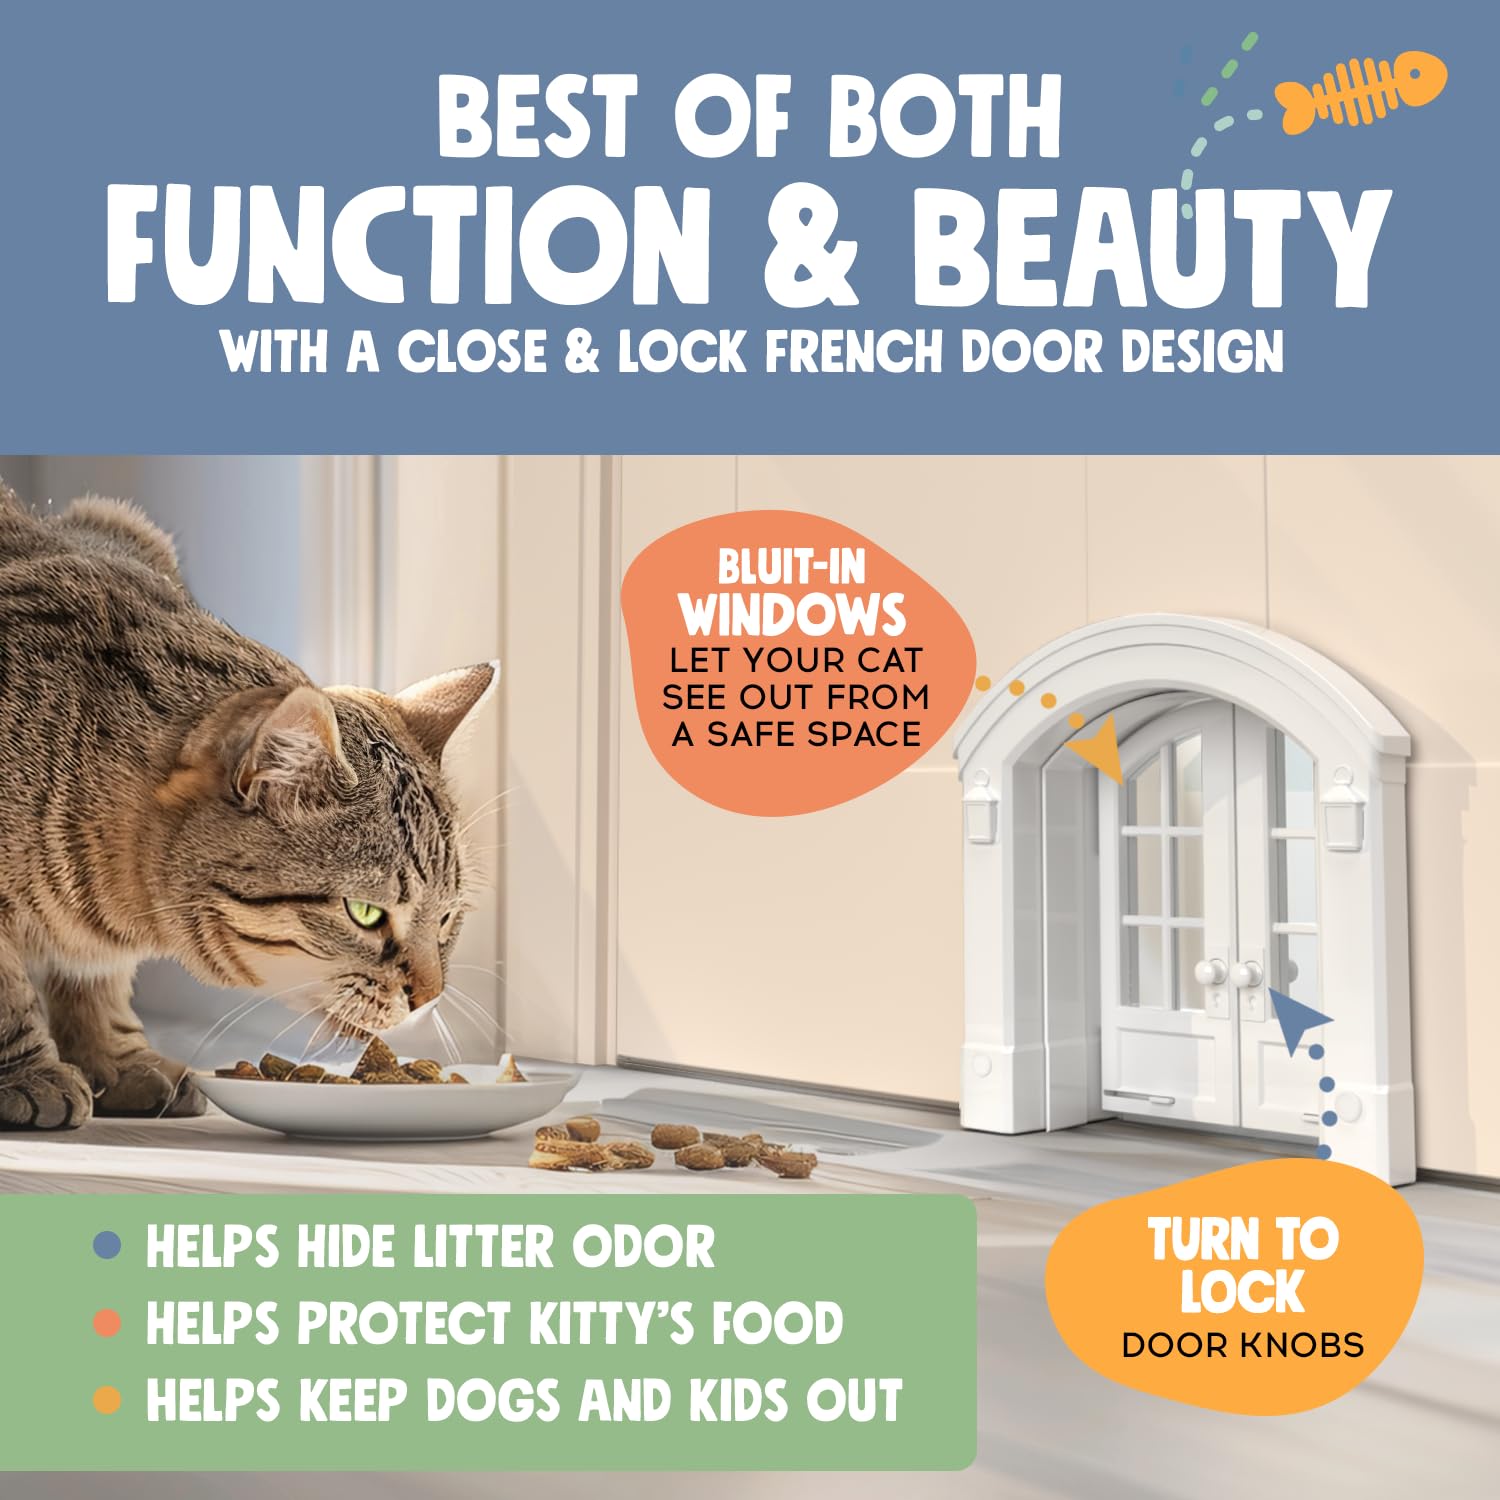 BEST OF BOTH
FUNCTION & BEAUTY
WITH A CLOSE & LOCK FRENCH DOOR DESIGN
BLUIT-IN
WINDOWS
LET YOUR CAT
SEE OUT FROM
A SAFE SPACE
HELPS HIDE LITTER ODOR
HELPS PROTECT KITTY'S FOOD
HELPS KEEP DOGS AND KIDS OUT
TURN TO
LOCK
DOOR KNOBS